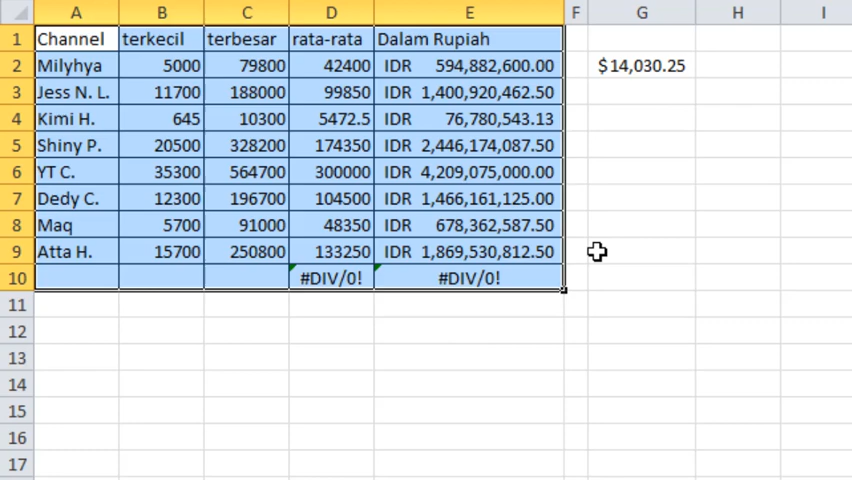 A B C D E F G H I
1 Channel terkecil terbesar rata-rata Dalam Rupiah
2 Milyhya 5000 79800 42400 IDR 594,882,600.00 $14,030.25
3 Jess N. L. 11700 188000 99850 IDR 1,400,920,462.50
4 Kimi H. 645 10300 5472.5 IDR 76,780,543.13
5 Shiny P. 20500 328200 174350 IDR 2,446,174,087.50
6 YT C. 35300 564700 300000 IDR 4,209,075,000.00
7 Dedy C. 12300 196700 104500 IDR 1,466,161,125.00
8 Maq 5700 91000 48350 IDR 678,362,587.50
9 Atta H. 15700 250800 133250 IDR 1,869,530,812.50
10 #DIV/0! #DIV/0!
11
12
13
14
15
16
17